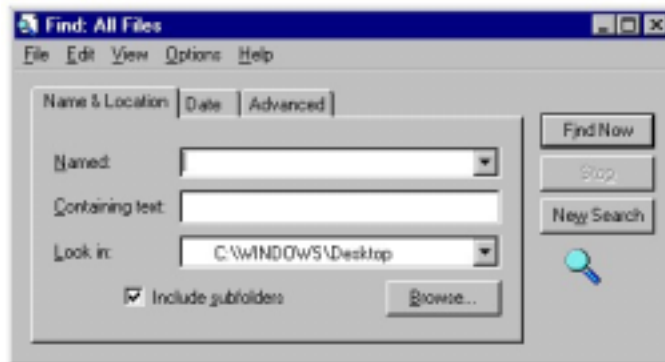 Find: All Files
File Edit View Options Help
Name & Location Date Advanced
Named:
Containing text:
Look in: C:\WINDOWS\Desktop
Include subfolders Browse...
Find Now
Stop
New Search